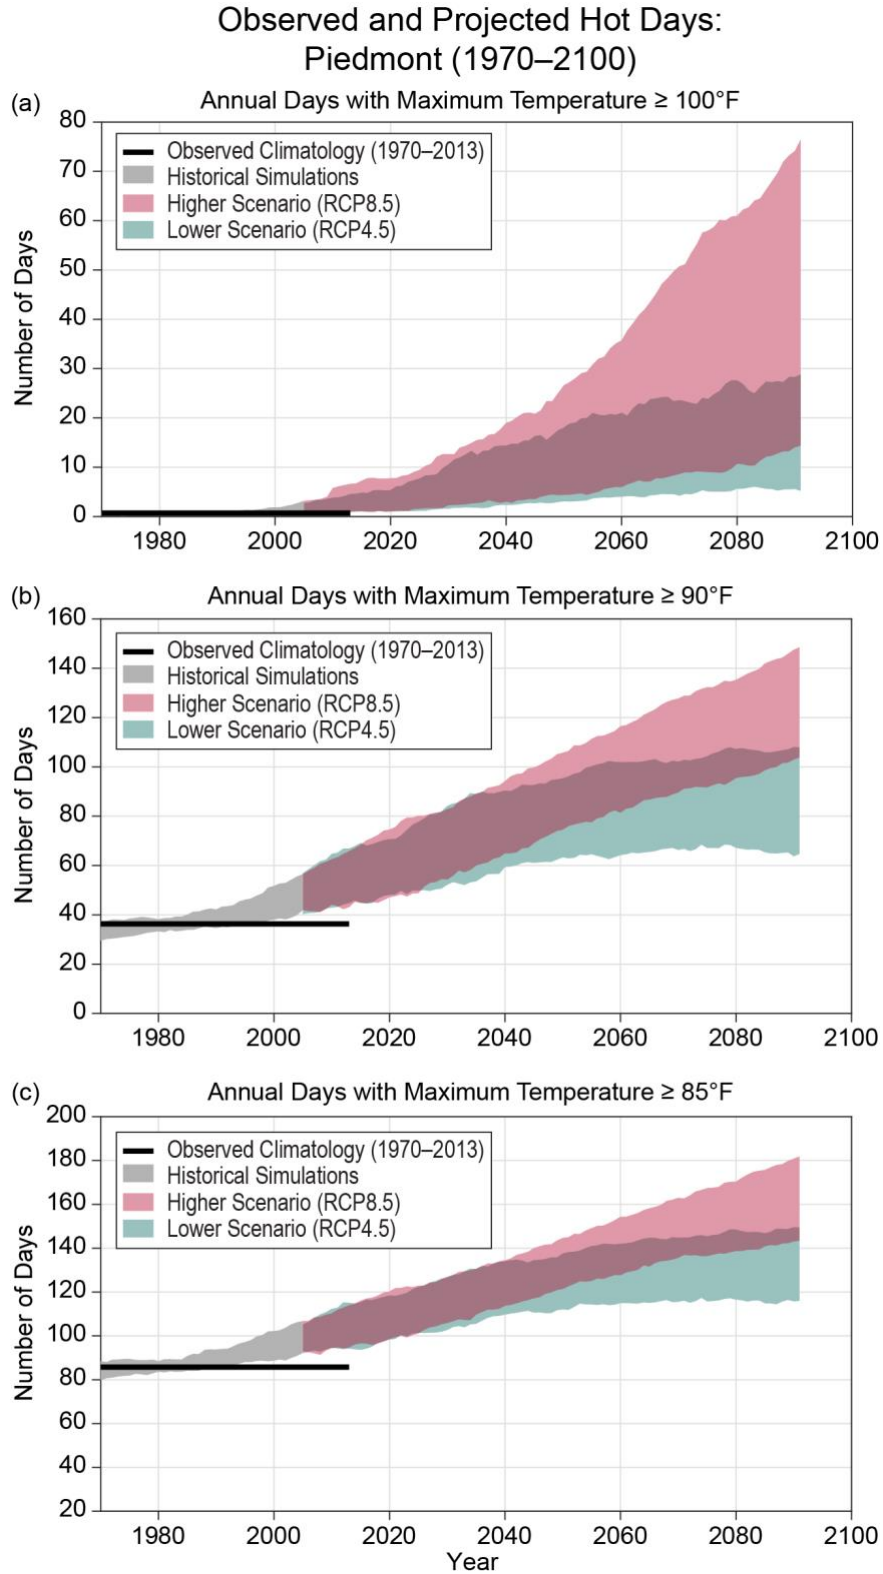 Observed and Projected Hot Days:
Piedmont (1970–2100)
(a) Annual Days with Maximum Temperature ≥ 100°F
Number of Days
80
70
60
50
40
30
20
10
0
Observed Climatology (1970–2013)
Historical Simulations
Higher Scenario (RCP8.5)
Lower Scenario (RCP4.5)
1980 2000 2020 2040 2060 2080 2100
(b) Annual Days with Maximum Temperature ≥ 90°F
Number of Days
160
140
120
100
80
60
40
20
0
Observed Climatology (1970–2013)
Historical Simulations
Higher Scenario (RCP8.5)
Lower Scenario (RCP4.5)
1980 2000 2020 2040 2060 2080 2100
(c) Annual Days with Maximum Temperature ≥ 85°F
Number of Days
200
180
160
140
120
100
80
60
40
20
Observed Climatology (1970–2013)
Historical Simulations
Higher Scenario (RCP8.5)
Lower Scenario (RCP4.5)
1980 2000 2020 2040 2060 2080 2100
Year